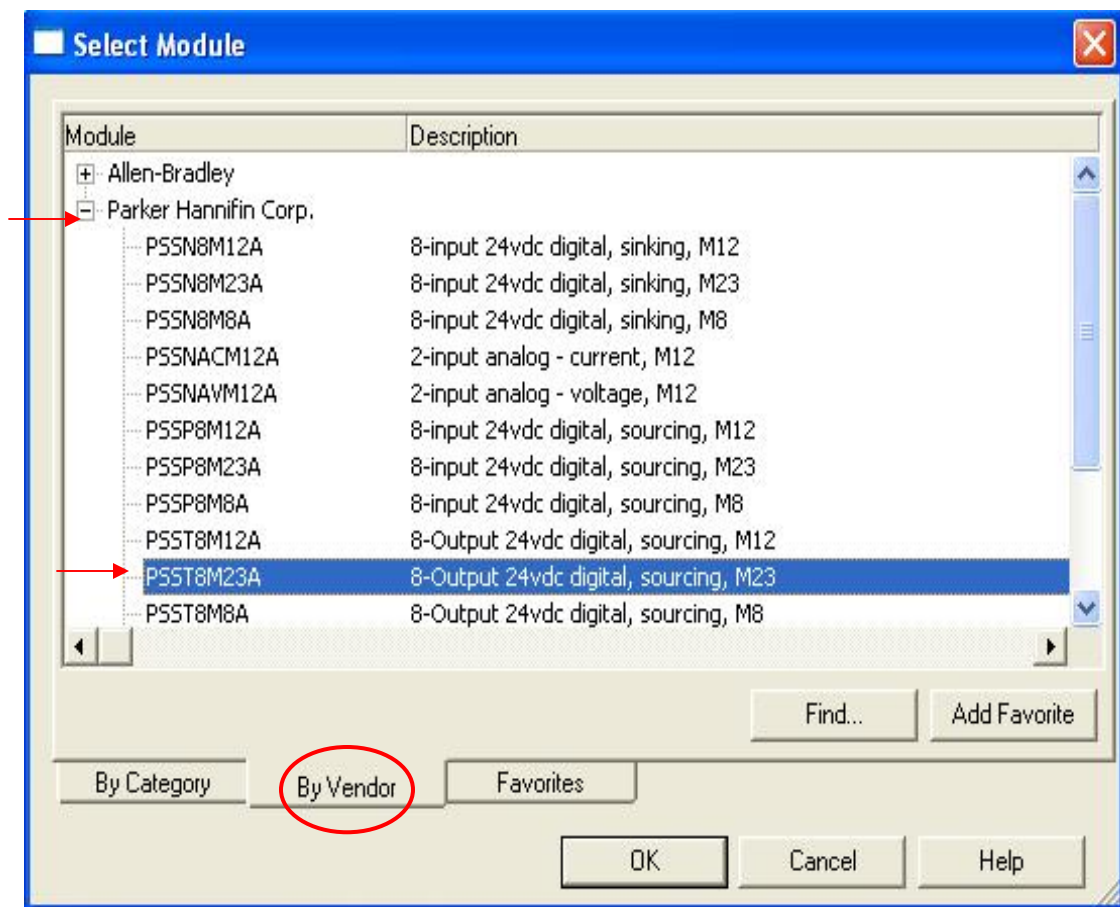 Select Module
Module Description
Allen-Bradley
Parker Hannifin Corp.
PSSN8M12A 8-input 24vdc digital, sinking, M12
PSSN8M23A 8-input 24vdc digital, sinking, M23
PSSN8M8A 8-input 24vdc digital, sinking, M8
PSSNACM12A 2-input analog - current, M12
PSSNAVM12A 2-input analog - voltage, M12
PSSP8M12A 8-input 24vdc digital, sourcing, M12
PSSP8M23A 8-input 24vdc digital, sourcing, M23
PSSP8M8A 8-input 24vdc digital, sourcing, M8
PSST8M12A 8-Output 24vdc digital, sourcing, M12
PSST8M23A 8-Output 24vdc digital, sourcing, M23
PSST8M8A 8-Output 24vdc digital, sourcing, M8
Find... Add Favorite
By Category By Vendor Favorites
OK Cancel Help